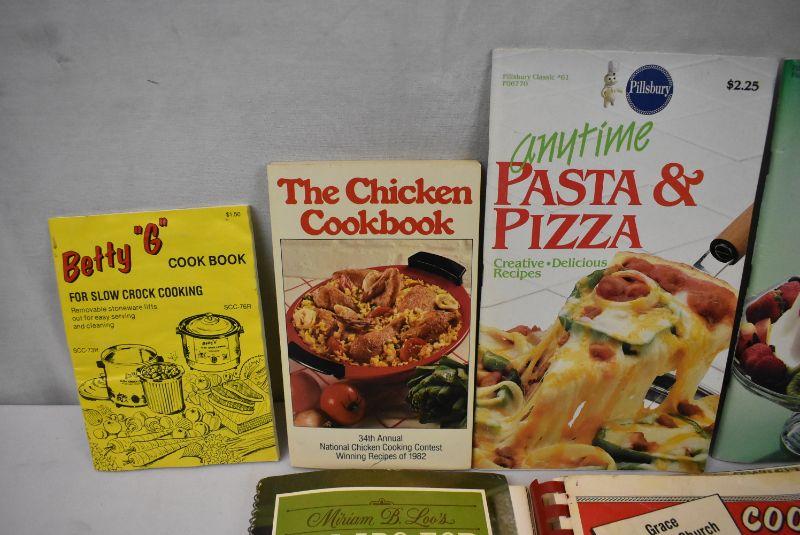 $1.50
Betty "G"
COOK BOOK
FOR SLOW CROCK COOKING
Removable stoneware lifts
out for easy serving
and cleaning
SCC-76R
SCC-73R
The Chicken
Cookbook
34th Annual
National Chicken Cooking Contest
Winning Recipes of 1982
Pillsbury Classic #61
P06770
Pillsbury
$2.25
anytime
PASTA &
PIZZA
Creative • Delicious
Recipes
Miriam B. Loo's
Grace
Church
COO